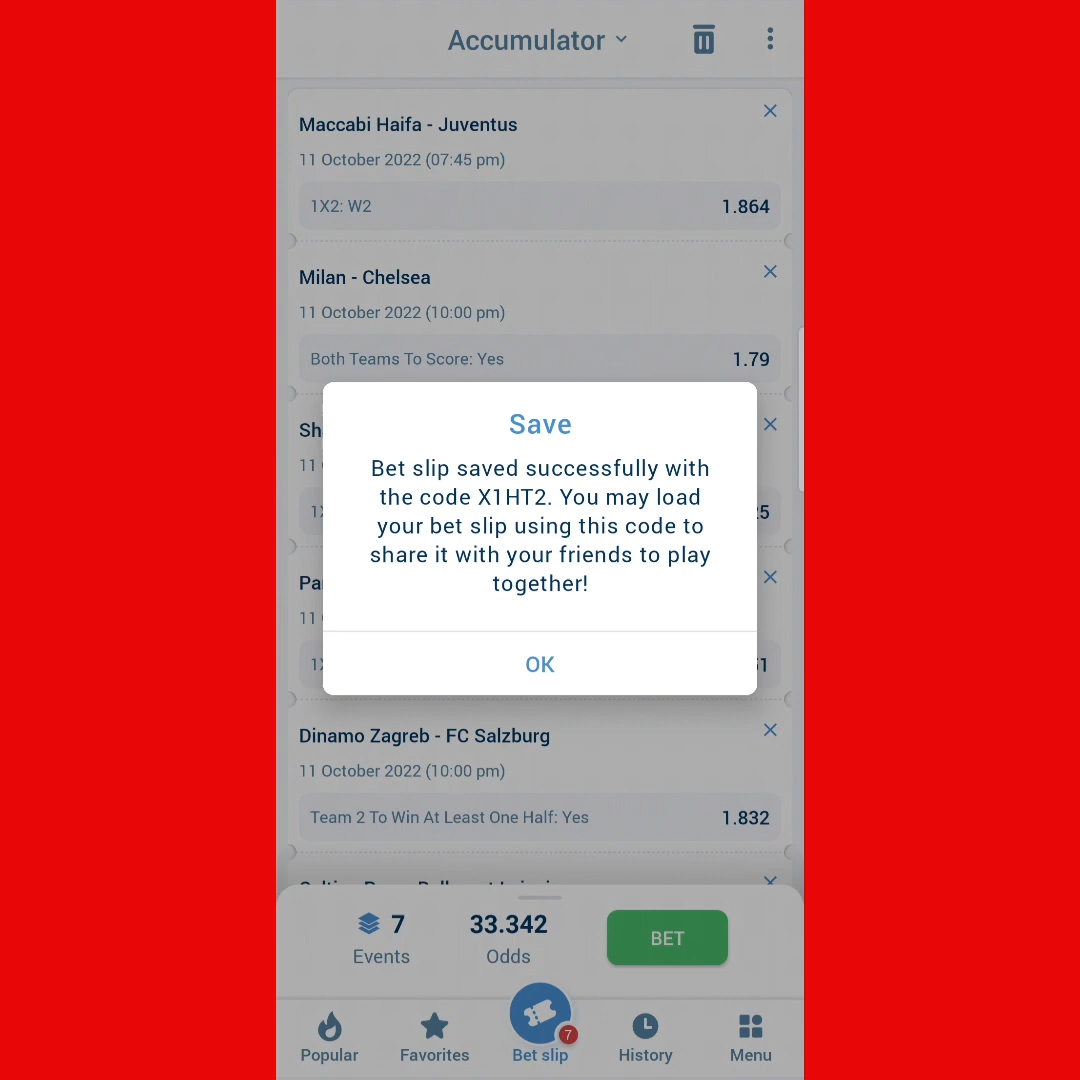 Accumulator
Maccabi Haifa - Juventus
11 October 2022 (07:45 pm)
1X2: W2 1.864
Milan - Chelsea
11 October 2022 (10:00 pm)
Both Teams To Score: Yes 1.79
Save
Bet slip saved successfully with
the code X1HT2. You may load
your bet slip using this code to
share it with your friends to play
together!
OK
Dinamo Zagreb - FC Salzburg
11 October 2022 (10:00 pm)
Team 2 To Win At Least One Half: Yes 1.832
7 33.342
Events Odds
BET
7
Popular Favorites Bet slip History Menu